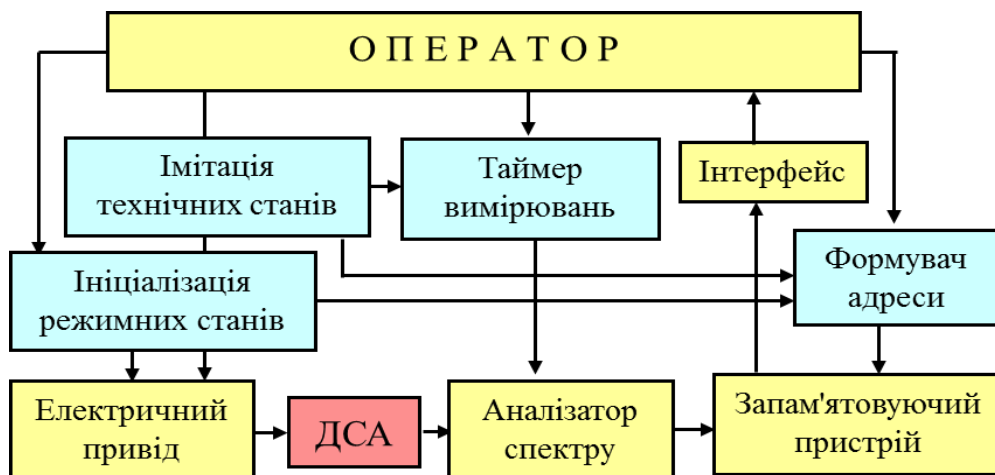 О П Е Р А Т О Р
Імітація
технічних станів
Таймер
вимірювань
Інтерфейс
Ініціалізація
режимних станів
Формувач
адреси
Електричний
привід
ДСА
Аналізатор
спектру
Запам'ятовуючий
пристрій